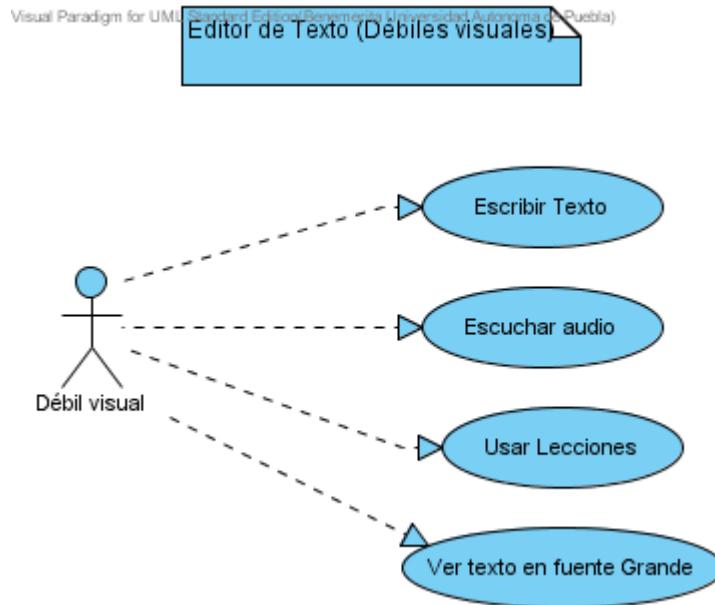 Visual Paradigm for UML Standard Edition(Benemerita Universidad Autonoma de Puebla)
Editor de Texto (Débiles visuales)
Escribir Texto
Escuchar audio
Débil visual
Usar Lecciones
Ver texto en fuente Grande